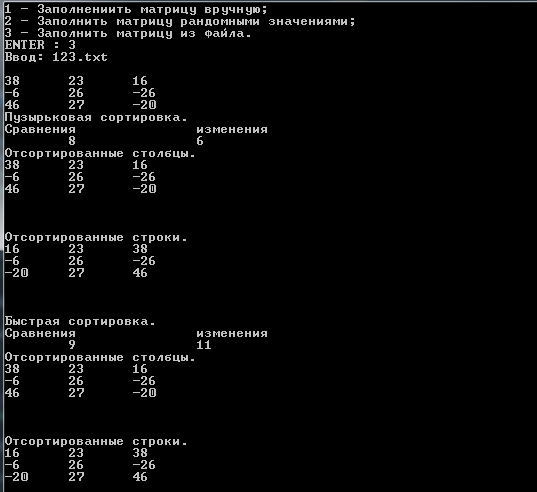 1 - Заполнениить матрицу вручную;
2 - Заполнить матрицу рандомными значениями;
3 - Заполнить матрицу из файла.
ENTER : 3
Ввод: 123.txt
38 23 16
-6 26 -26
46 27 -20
Пузырьковая сортировка.
Сравнения изменения
8 6
Отсортированные столбцы.
38 23 16
-6 26 -26
46 27 -20
Отсортированные строки.
16 23 38
-6 26 -26
-20 27 46
Быстрая сортировка.
Сравнения изменения
9 11
Отсортированные столбцы.
38 23 16
-6 26 -26
46 27 -20
Отсортированные строки.
16 23 38
-6 26 -26
-20 27 46